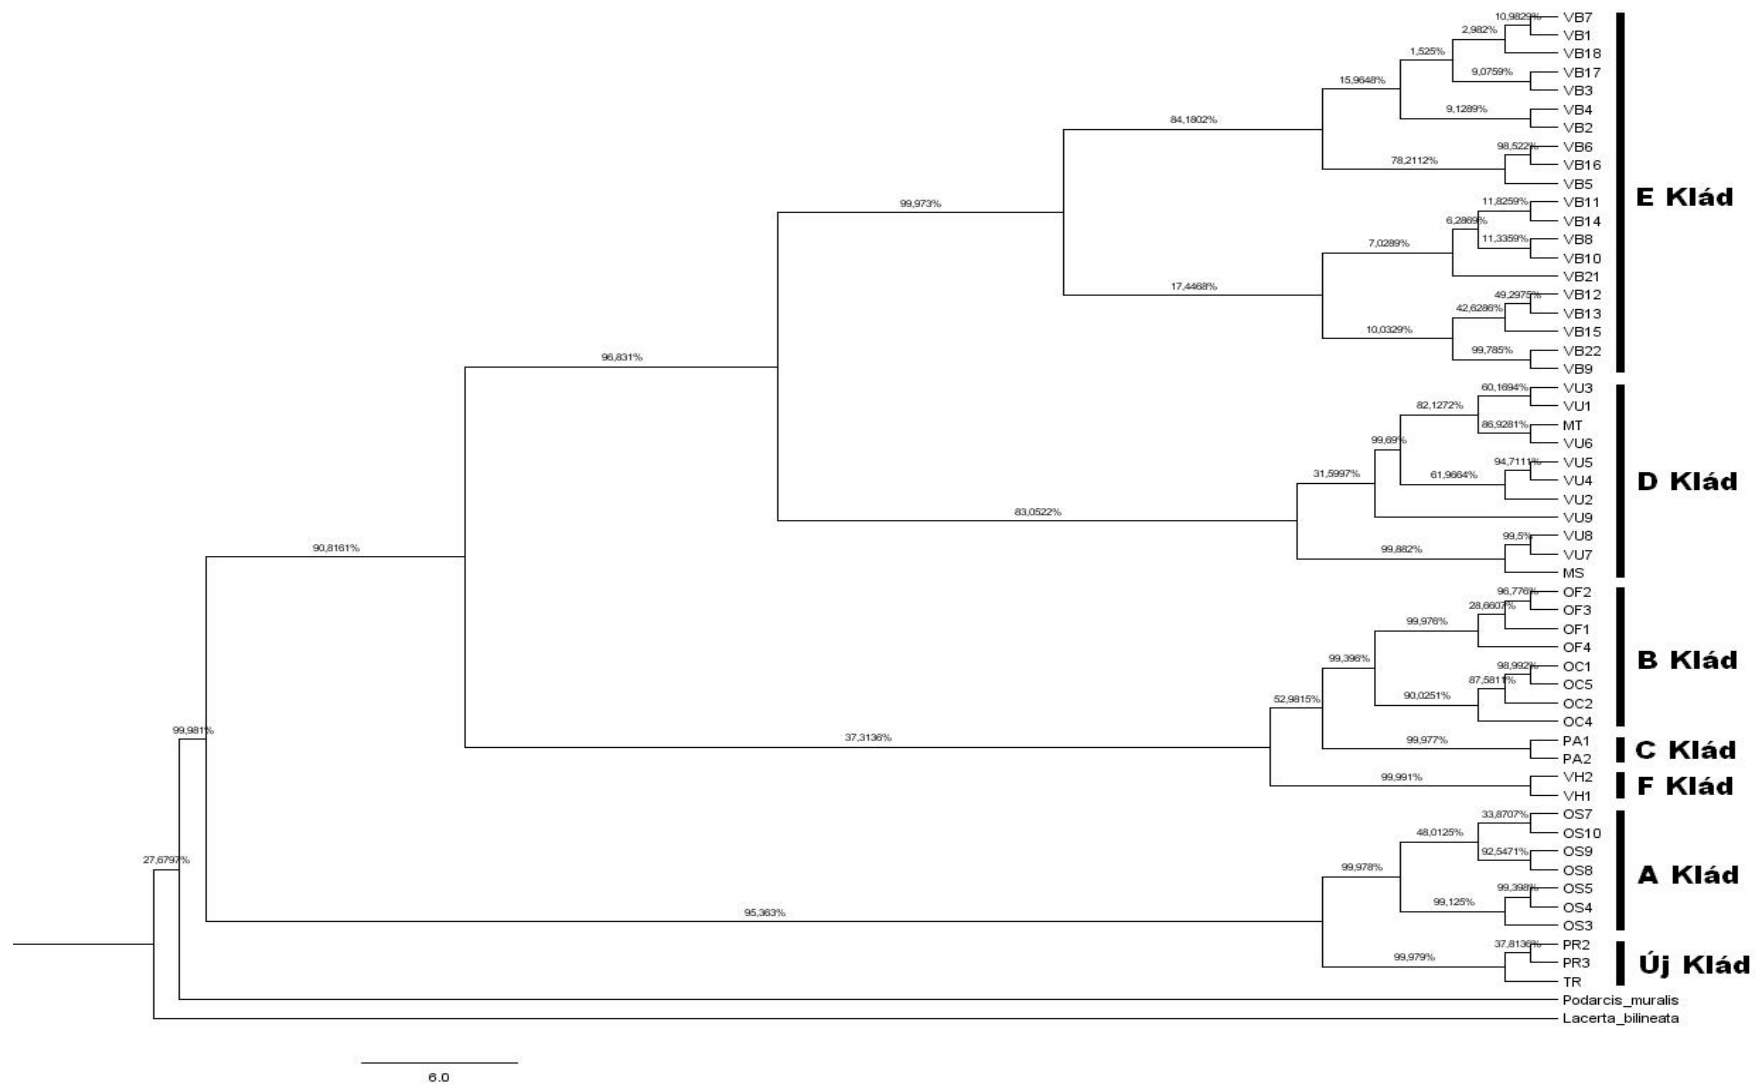 10,9829% VB7
2,982% VB1
1,525% VB18
9,0759% VB17
15,9648% VB3
9,1289% VB4
84,1802% VB2
98,522% VB6
78,2112% VB16
VB5
E Klád
99,973%
11,8259% VB11
6,2869% VB14
7,0289% 11,3359% VB8
VB10
17,4468% VB21
49,2975% VB12
42,6286% VB13
10,0329% VB15
99,785% VB22
96,831% VB9
60,1694% VU3
82,1272% VU1
86,9281% MT
99,69% VU6
94,7111% VU5
31,5997% 61,9664% VU4
D Klád
VU2
83,0522% VU9
99,5% VU8
90,8161% 99,882% VU7
MS
96,776% OF2
28,6607% OF3
99,976% OF1
OF4
99,396% 98,992% OC1
B Klád
87,5811% OC5
52,9815% 90,0251% OC2
OC4
99,981% 37,3136% 99,977% PA1
C Klád
PA2
99,991% VH2
F Klád
VH1
33,8707% OS7
48,0125% OS10
27,6797% 92,5471% OS9
99,978% OS8
A Klád
99,398% OS5
99,125% OS4
95,363% OS3
37,8136% PR2
99,979% PR3
Új Klád
TR
Podarcis_muralis
Lacerta_bilineata
6.0